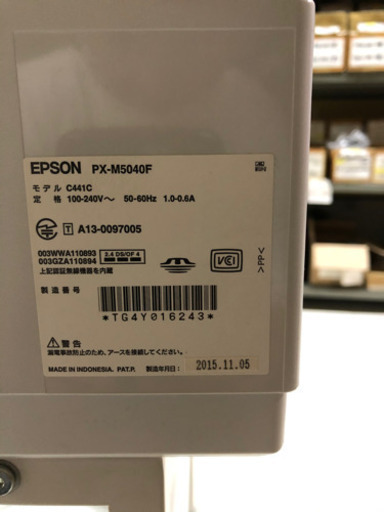 EPSON PX-M5040F
モデル C441C
定 格 100-240V〜 50-60Hz 1.0-0.6A
T A13-0097005
003WWA110893
003GZA110894
2.4 DS/OF 4
上記認証無線機器を内蔵
VCI
>PP<
製造番号
*TG4Y016243*
⚠警告
漏電事故防止のため、アースを接続してください。
MADE IN INDONESIA. PAT.P. 製造年月日: 2015.11.05